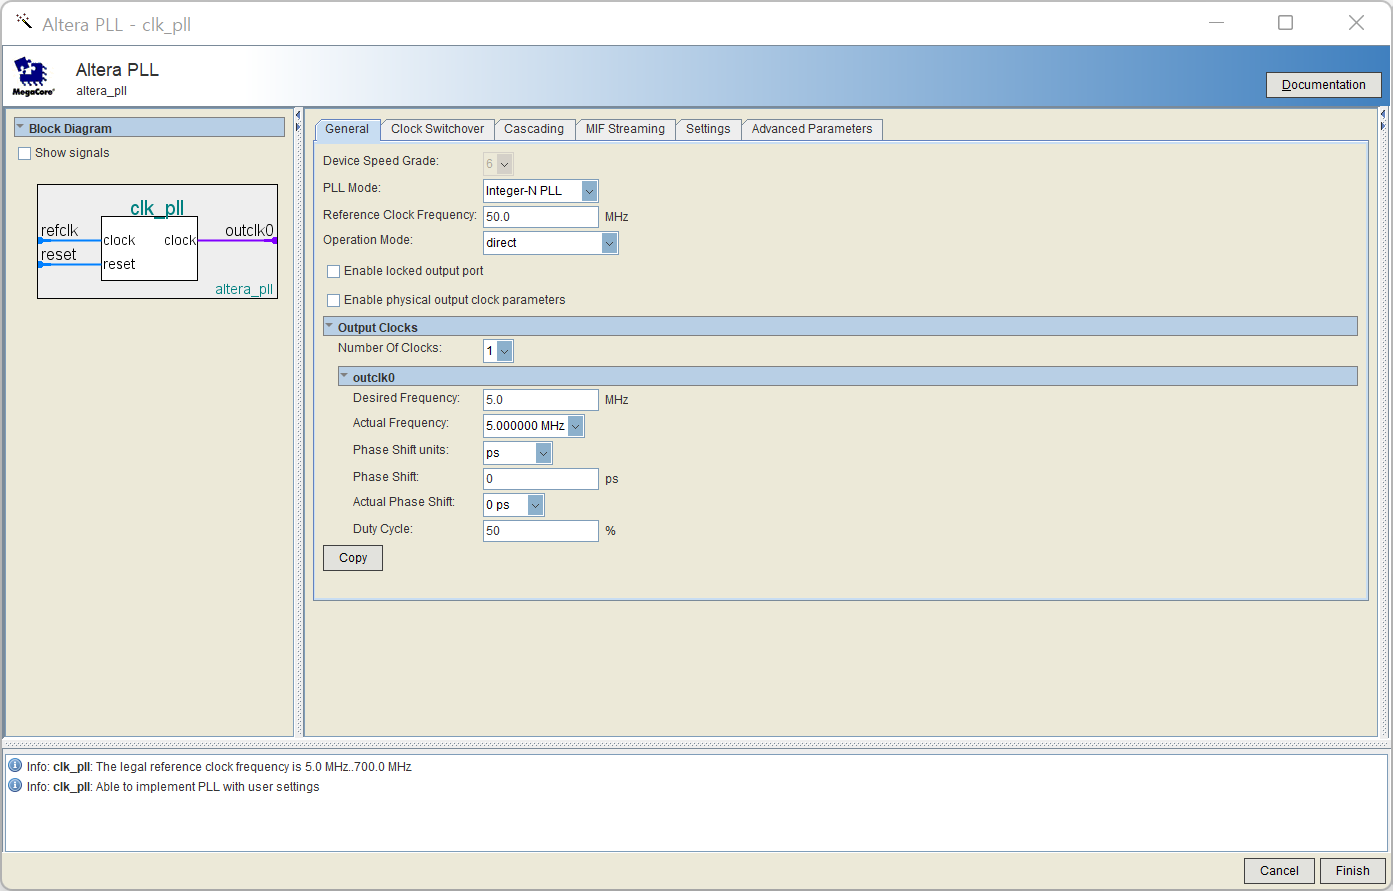 Altera PLL - clk_pll
MegaCore®
Altera PLL
altera_pll
Documentation
Block Diagram
Show signals
clk_pll
refclk
outclk0
clock
clock
reset
reset
altera_pll
General
Clock Switchover
Cascading
MIF Streaming
Settings
Advanced Parameters
Device Speed Grade: 6
PLL Mode: Integer-N PLL
Reference Clock Frequency: 50.0 MHz
Operation Mode: direct
Enable locked output port
Enable physical output clock parameters
Output Clocks
Number Of Clocks: 1
outclk0
Desired Frequency: 5.0 MHz
Actual Frequency: 5.000000 MHz
Phase Shift units: ps
Phase Shift: 0 ps
Actual Phase Shift: 0 ps
Duty Cycle: 50 %
Copy
Info: clk_pll: The legal reference clock frequency is 5.0 MHz..700.0 MHz
Info: clk_pll: Able to implement PLL with user settings
Cancel
Finish